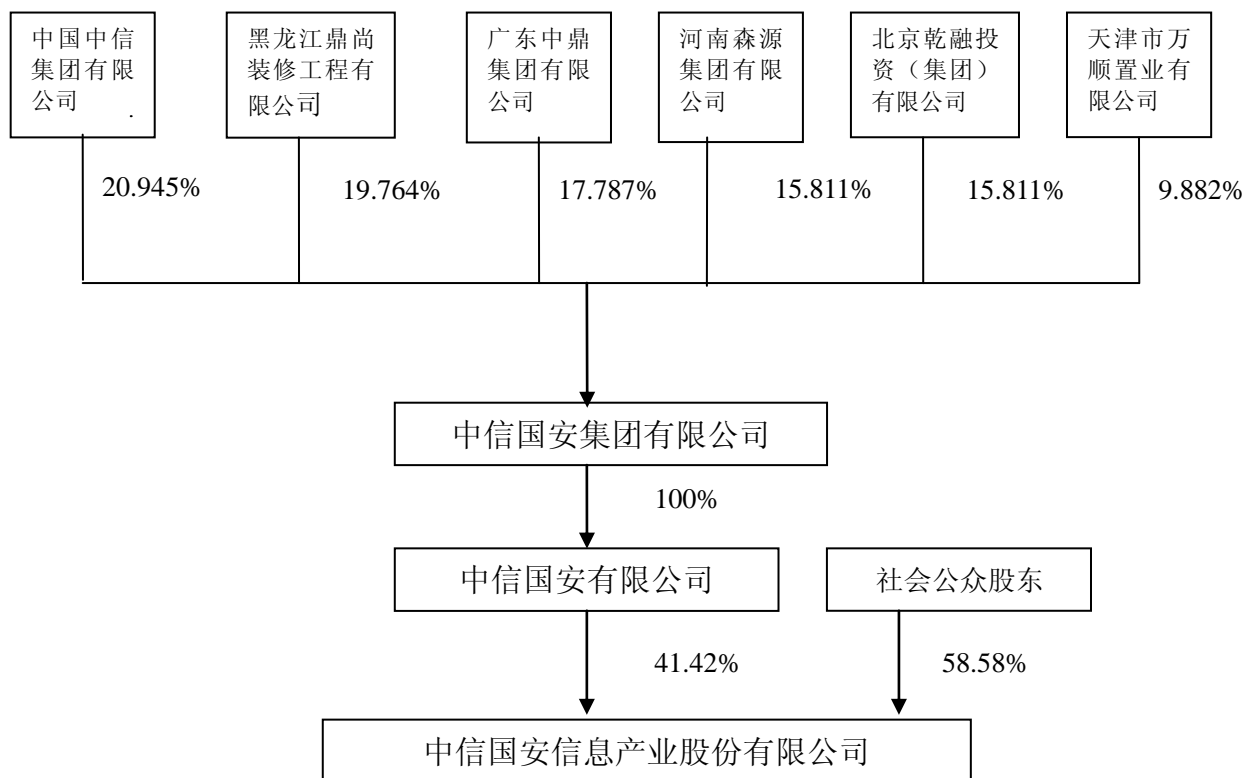 中国中信
集团有限
公司
.
黑龙江鼎尚
装修工程有
限公司
广东中鼎
集团有限
公司
河南森源
集团有限
公司
北京乾融投
资（集团）
有限公司
天津市万
顺置业有
限公司
20.945%
19.764%
17.787%
15.811%
15.811%
9.882%
中信国安集团有限公司
100%
中信国安有限公司
社会公众股东
41.42%
58.58%
中信国安信息产业股份有限公司